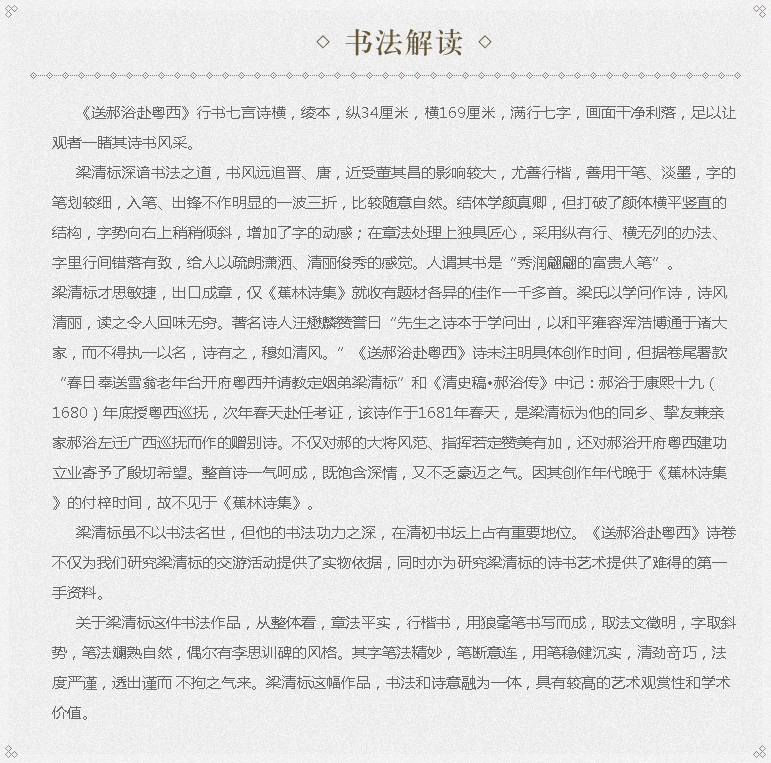 书法解读
《送郝浴赴粤西》行书七言诗横，绫本，纵34厘米，横169厘米，满行七字，画面干净利落，足以让
观者一睹其诗书风采。
梁清标深谙书法之道，书风远追晋、唐，近受董其昌的影响较大，尤善行楷，善用干笔、淡墨，字的
笔划较细，入笔、出锋不作明显的一波三折，比较随意自然。结体学颜真卿，但打破了颜体横平竖直的
结构，字势向右上稍稍倾斜，增加了字的动感；在章法处理上独具匠心，采用纵有行、横无列的办法、
字里行间错落有致，给人以疏朗潇洒、清丽俊秀的感觉。人谓其书是“秀润翩翩的富贵人笔”。
梁清标才思敏捷，出口成章，仅《蕉林诗集》就收有题材各异的佳作一千多首。梁氏以学问作诗，诗风
清丽，读之令人回味无穷。著名诗人汪懋麟赞誉曰“先生之诗本于学问出，以和平雍容浑浩博通于诸大
家，而不得执一以名，诗有之，穆如清风。”《送郝浴赴粤西》诗未注明具体创作时间，但据卷尾署款
“春日奉送雪翁老年台开府粤西并请教定姻弟梁清标”和《清史稿•郝浴传》中记：郝浴于康熙十九（
1680）年底授粤西巡抚，次年春天赴任考证，该诗作于1681年春天，是梁清标为他的同乡、挚友兼亲
家郝浴左迁广西巡抚而作的赠别诗。不仅对郝的大将风范、指挥若定赞美有加，还对郝浴开府粤西建功
立业寄予了殷切希望。整首诗一气呵成，既饱含深情，又不乏豪迈之气。因其创作年代晚于《蕉林诗集
》的付梓时间，故不见于《蕉林诗集》。
梁清标虽不以书法名世，但他的书法功力之深，在清初书坛上占有重要地位。《送郝浴赴粤西》诗卷
不仅为我们研究梁清标的交游活动提供了实物依据，同时亦为研究梁清标的诗书艺术提供了难得的第一
手资料。
关于梁清标这件书法作品，从整体看，章法平实，行楷书，用狼毫笔书写而成，取法文徵明，字取斜
势，笔法娴熟自然，偶尔有李思训碑的风格。其字笔法精妙，笔断意连，用笔稳健沉实，清劲奇巧，法
度严谨，透出谨而 不拘之气来。梁清标这幅作品，书法和诗意融为一体，具有较高的艺术观赏性和学术
价值。